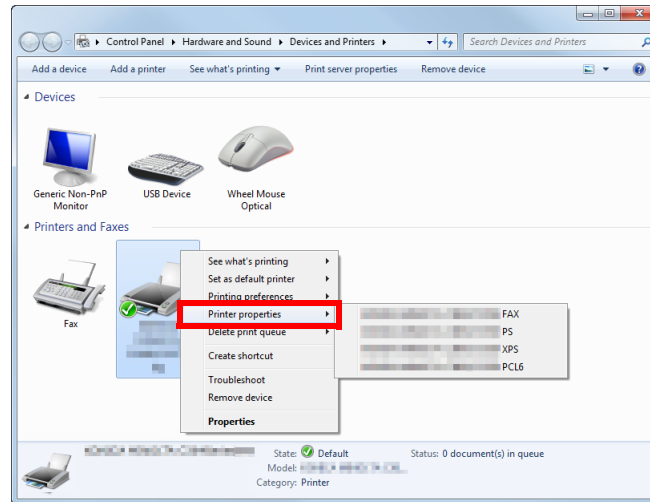 Control Panel ▸ Hardware and Sound ▸ Devices and Printers ▸
Search Devices and Printers
Add a device
Add a printer
See what's printing
Print server properties
Remove device
Devices
Generic Non-PnP
Monitor
USB Device
Wheel Mouse
Optical
Printers and Faxes
Fax
See what's printing
Set as default printer
Printing preferences
Printer properties
Delete print queue
Create shortcut
Troubleshoot
Remove device
Properties
FAX
PS
XPS
PCL6
State: Default
Status: 0 document(s) in queue
Model:
Category: Printer